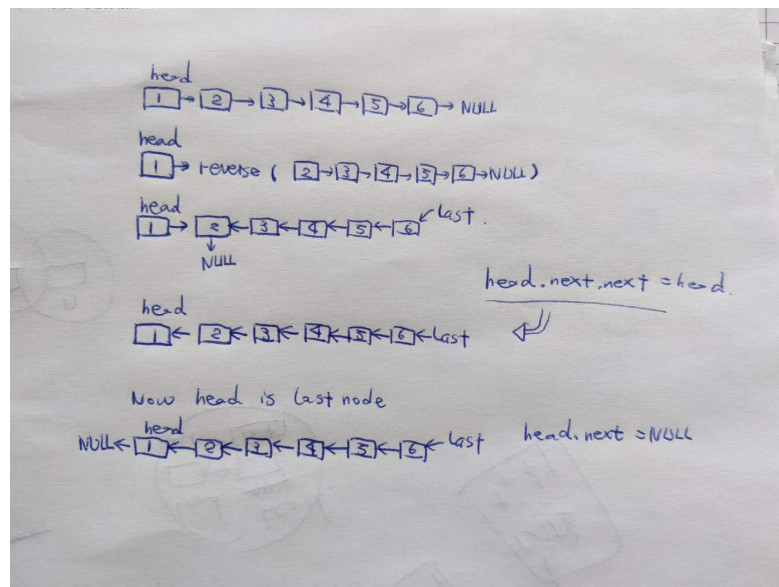 head
1 → 2 → 3 → 4 → 5 → 6 → NULL
head
1 → reverse ( 2 → 3 → 4 → 5 → 6 → NULL )
head
1 → 2 ← 3 ← 4 ← 5 ← 6 ← last.
↓
NULL
head.next.next = head.
head
1 ← 2 ← 3 ← 4 ← 5 ← 6 ← last
Now head is last node
head
NULL ← 1 ← 2 ← 3 ← 4 ← 5 ← 6 ← last head.next = NULL